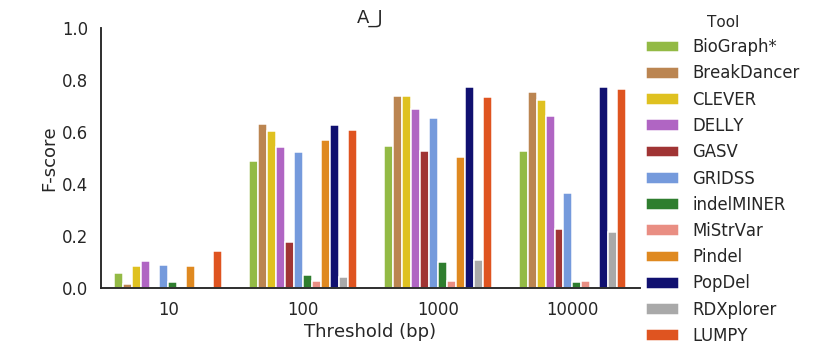 A_J
1.0
0.8
0.6
0.4
0.2
0.0
F-score
10
100
1000
10000
Threshold (bp)
Tool
BioGraph*
BreakDancer
CLEVER
DELLY
GASV
GRIDSS
indelMINER
MiStrVar
Pindel
PopDel
RDXplorer
LUMPY